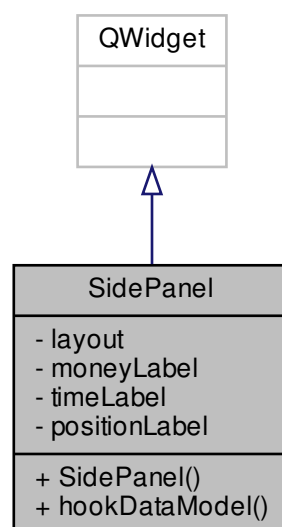 QWidget
SidePanel
- layout
- moneyLabel
- timeLabel
- positionLabel
+ SidePanel()
+ hookDataModel()